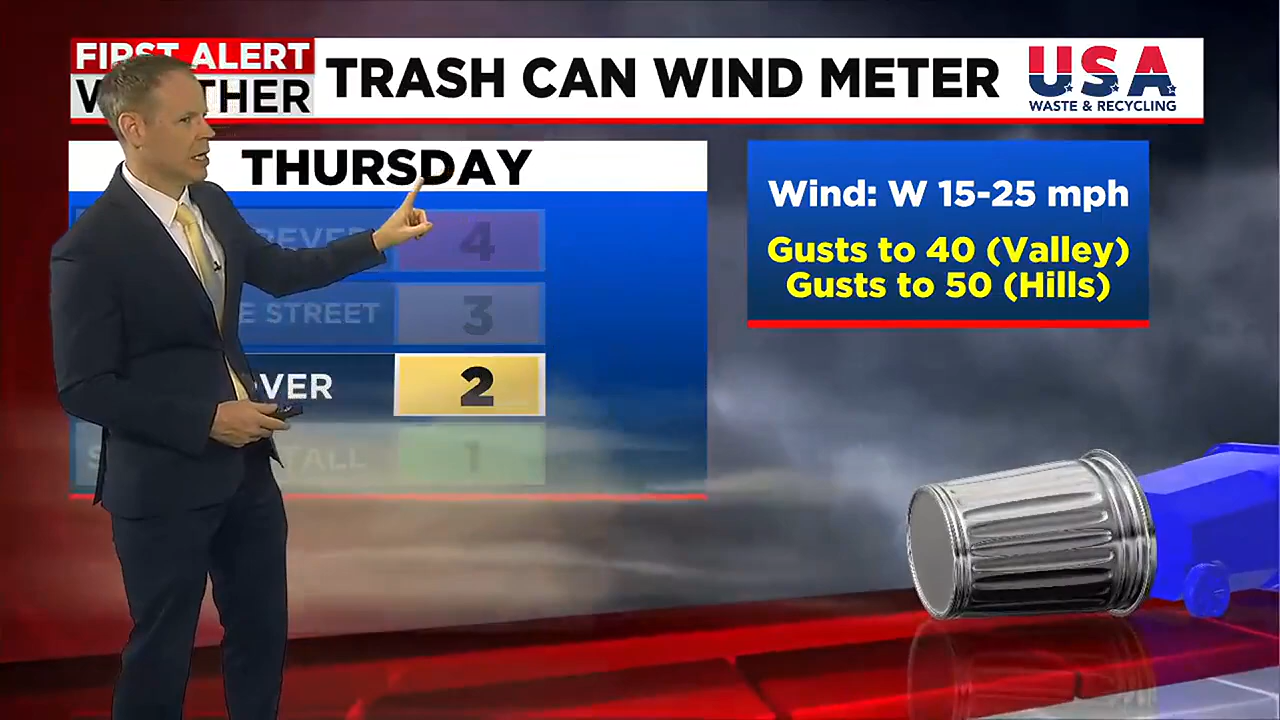 FIRST ALERT
WEATHER
TRASH CAN WIND METER
USA
WASTE & RECYCLING
THURSDAY
4
STREET
3
2
1
Wind: W 15-25 mph
Gusts to 40 (Valley)
Gusts to 50 (Hills)